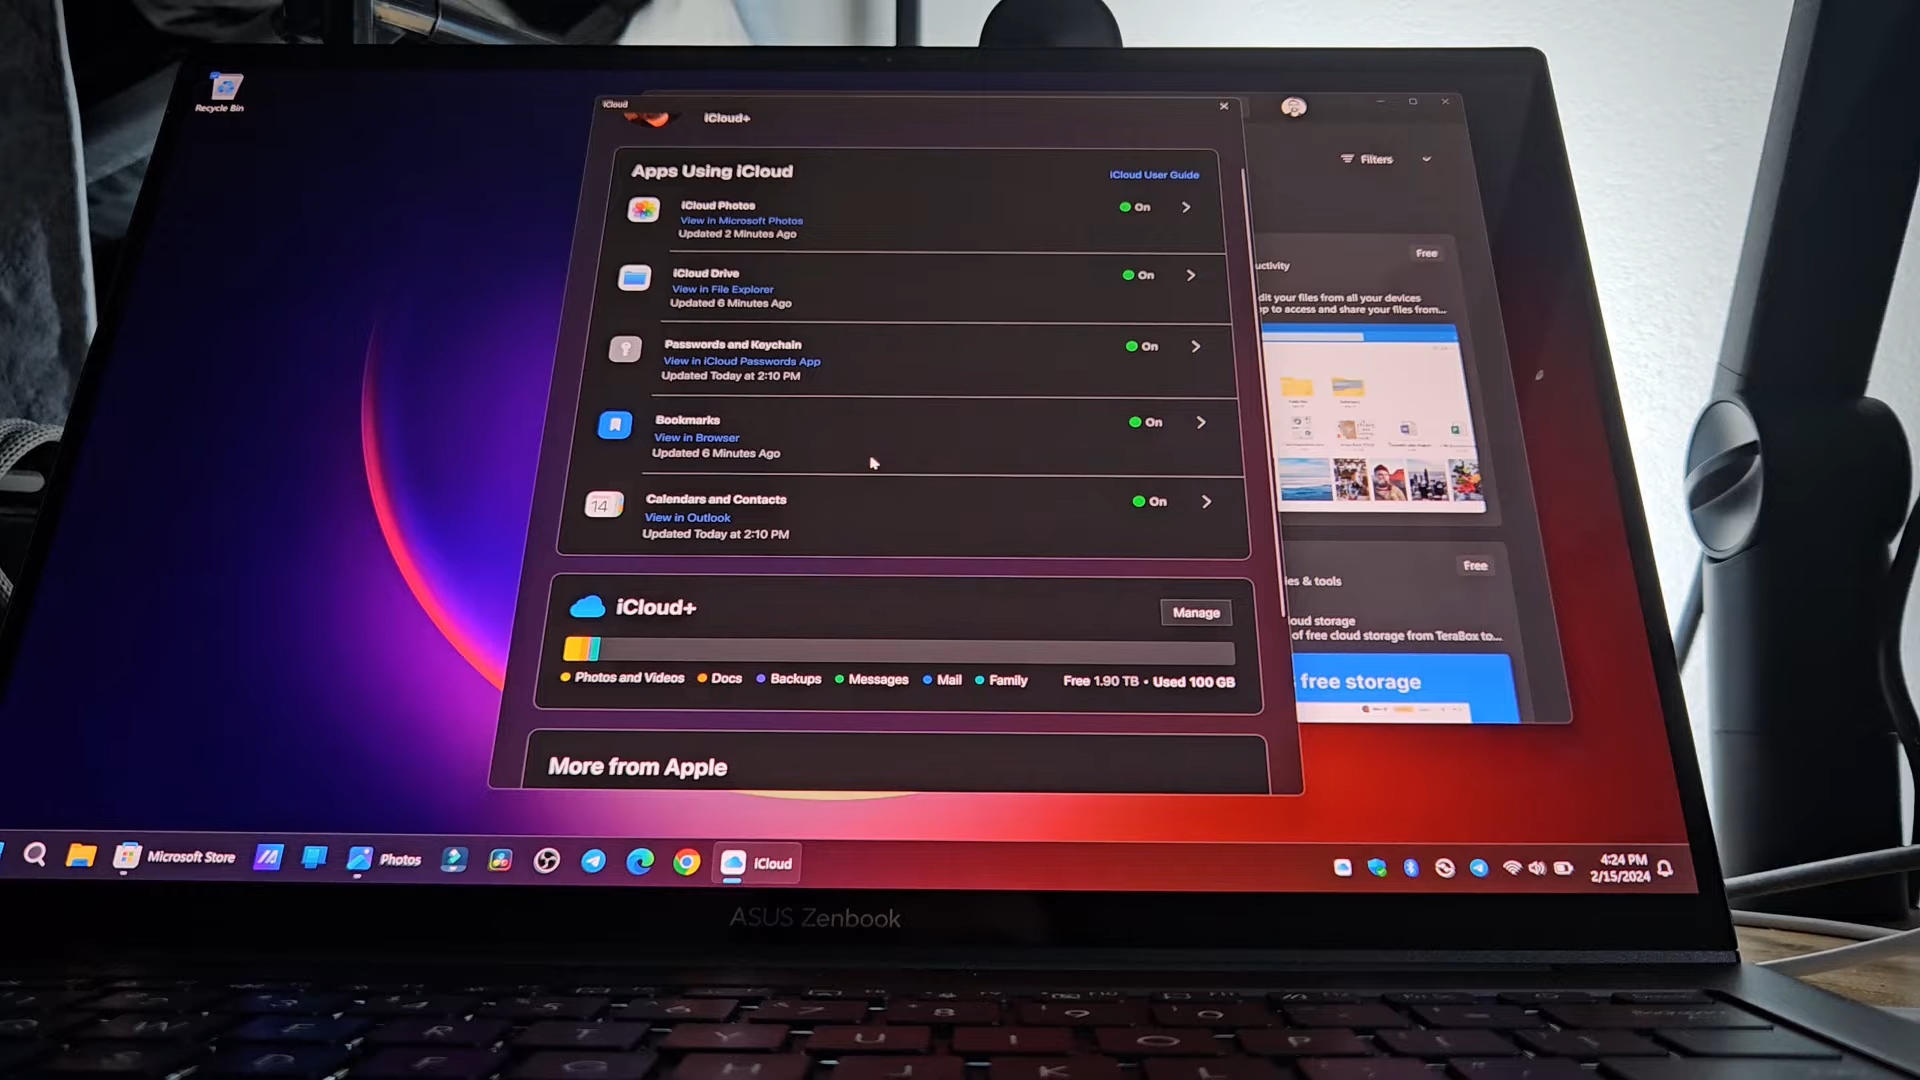 Recycle Bin
iCloud
iCloud+
Apps Using iCloud
iCloud User Guide
iCloud Photos
View in Microsoft Photos
Updated 2 Minutes Ago
On
iCloud Drive
View in File Explorer
Updated 6 Minutes Ago
On
Passwords and Keychain
View in iCloud Passwords App
Updated Today at 2:10 PM
On
Bookmarks
View in Browser
Updated 6 Minutes Ago
On
14
Calendars and Contacts
View in Outlook
Updated Today at 2:10 PM
On
iCloud+
Manage
Photos and Videos Docs Backups Messages Mail Family Free 1.90 TB • Used 100 GB
More from Apple
Filters
Free
uctivity
dit your files from all your devices
p to access and share your files from...
Free
es & tools
oud storage
of free cloud storage from TeraBox to...
free storage
Microsoft Store
Photos
iCloud
4:24 PM
2/15/2024
ASUS Zenbook